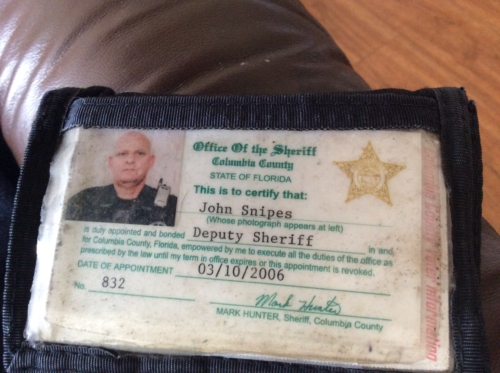 Office Of the Sheriff
Columbia County
STATE OF FLORIDA
This is to certify that:
John Snipes
(Whose photograph appears at left)
is duly appointed and bonded Deputy Sheriff in and
for Columbia County, Florida, empowered by me to execute all the duties of the office as
prescribed by the law until my term in office expires or this appointment is revoked.
DATE OF APPOINTMENT 03/10/2006
No. 832
Mark Hunter
MARK HUNTER, Sheriff, Columbia County